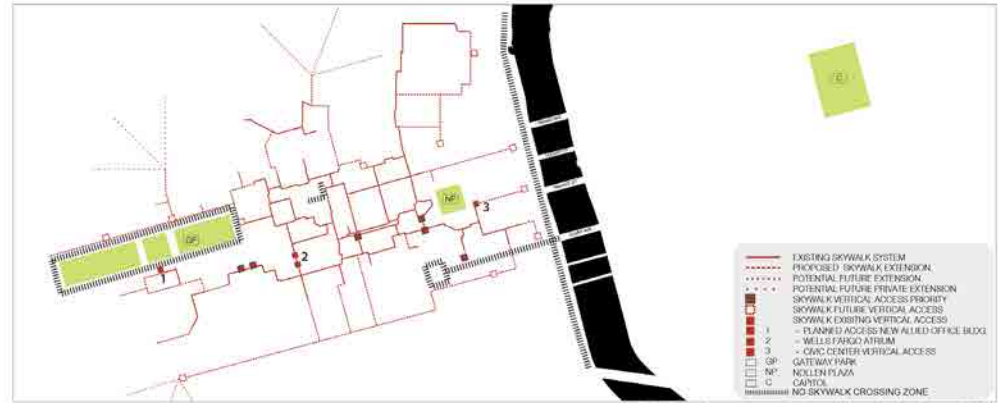 C
NP
3
GP
2
1
EXISTING SKYWALK SYSTEM
PROPOSED SKYWALK EXTENSION
POTENTIAL FUTURE EXTENSION
POTENTIAL FUTURE PRIVATE EXTENSION
SKYWALK VERTICAL ACCESS PRIORITY
SKYWALK FUTURE VERTICAL ACCESS
SKYWALK EXISITNG VERTICAL ACCESS
1 - PLANNED ACCESS NEW ALLIED OFFICE BLDG.
2 - WELLS FARGO ATRIUM
3 - CIVIC CENTER VERTICAL ACCESS
GP GATEWAY PARK
NP NOLLEN PLAZA
C CAPITOL
NO SKYWALK CROSSING ZONE